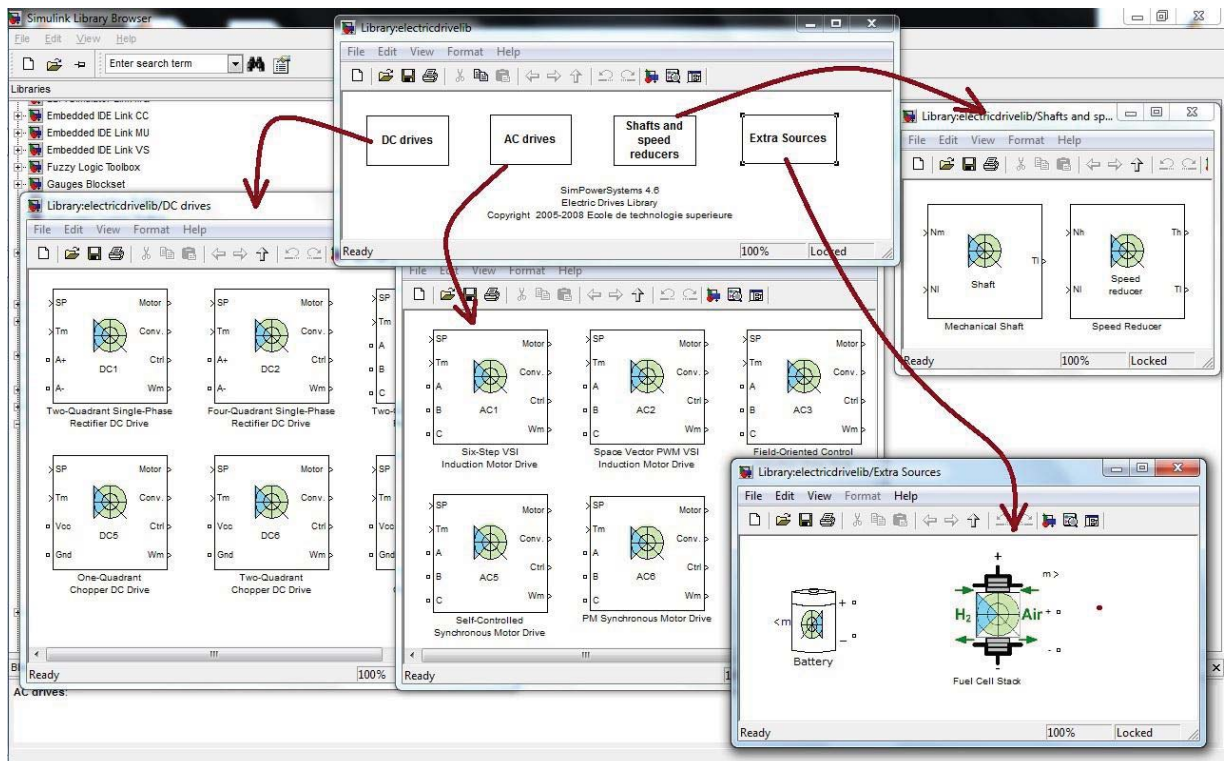 Simulink Library Browser
File Edit View Help
Enter search term
Libraries
Embedded IDE Link CC
Embedded IDE Link MU
Embedded IDE Link VS
Fuzzy Logic Toolbox
Gauges Blockset
AC drives:
Library:electricdrivelib
File Edit View Format Help
DC drives
AC drives
Shafts and
speed
reducers
Extra Sources
SimPowerSystems 4.6
Electric Drives Library
Copyright 2005-2008 Ecole de technologie superieure
Ready 100% Locked
Library:electricdrivelib/Shafts and sp...
File Edit View Format Help
Nm
Nl
Tl
Shaft
Mechanical Shaft
Nh
Nl
Th
Tl
Speed
reducer
Speed Reducer
Ready 100% Locked
Library:electricdrivelib/DC drives
File Edit View Format Help
SP Motor
Tm Conv.
A+ Ctrl
A- Wm
DC1
Two-Quadrant Single-Phase
Rectifier DC Drive
SP Motor
Tm Conv.
A+ Ctrl
A- Wm
DC2
Four-Quadrant Single-Phase
Rectifier DC Drive
SP
Tm
A
B
C
SP Motor
Tm Conv.
Vcc Ctrl
Gnd Wm
DC5
One-Quadrant
Chopper DC Drive
SP Motor
Tm Conv.
Vcc Ctrl
Gnd Wm
DC6
Two-Quadrant
Chopper DC Drive
SP
Tm
Ready 100%
File Edit View Format Help
SP Motor
Tm Conv.
A Ctrl
B AC1
C Wm
Six-Step VSI
Induction Motor Drive
SP Motor
Tm Conv.
A Ctrl
B AC2
C Wm
Space Vector PWM VSI
Induction Motor Drive
SP Motor
Tm Conv.
A Ctrl
B AC3
C Wm
Field-Oriented Control
SP Motor
Tm Conv.
A Ctrl
B AC5
C Wm
Self-Controlled
Synchronous Motor Drive
SP Motor
Tm Conv.
A Ctrl
B AC6
C Wm
PM Synchronous Motor Drive
Ready
Library:electricdrivelib/Extra Sources
File Edit View Format Help
<m
+
_
Battery
+
m >
H₂ Air +
-
-
Fuel Cell Stack
Ready 100% Locked